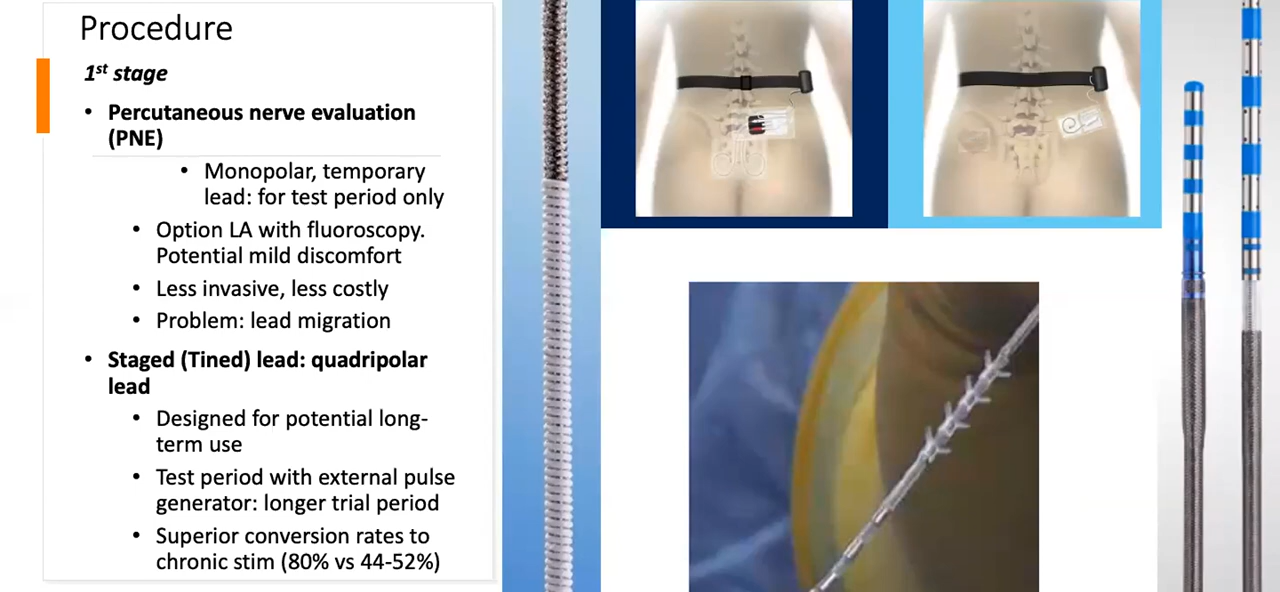 Procedure
1st stage
• Percutaneous nerve evaluation
(PNE)
• Monopolar, temporary
lead: for test period only
• Option LA with fluoroscopy.
Potential mild discomfort
• Less invasive, less costly
• Problem: lead migration
• Staged (Tined) lead: quadripolar
lead
• Designed for potential long-
term use
• Test period with external pulse
generator: longer trial period
• Superior conversion rates to
chronic stim (80% vs 44-52%)